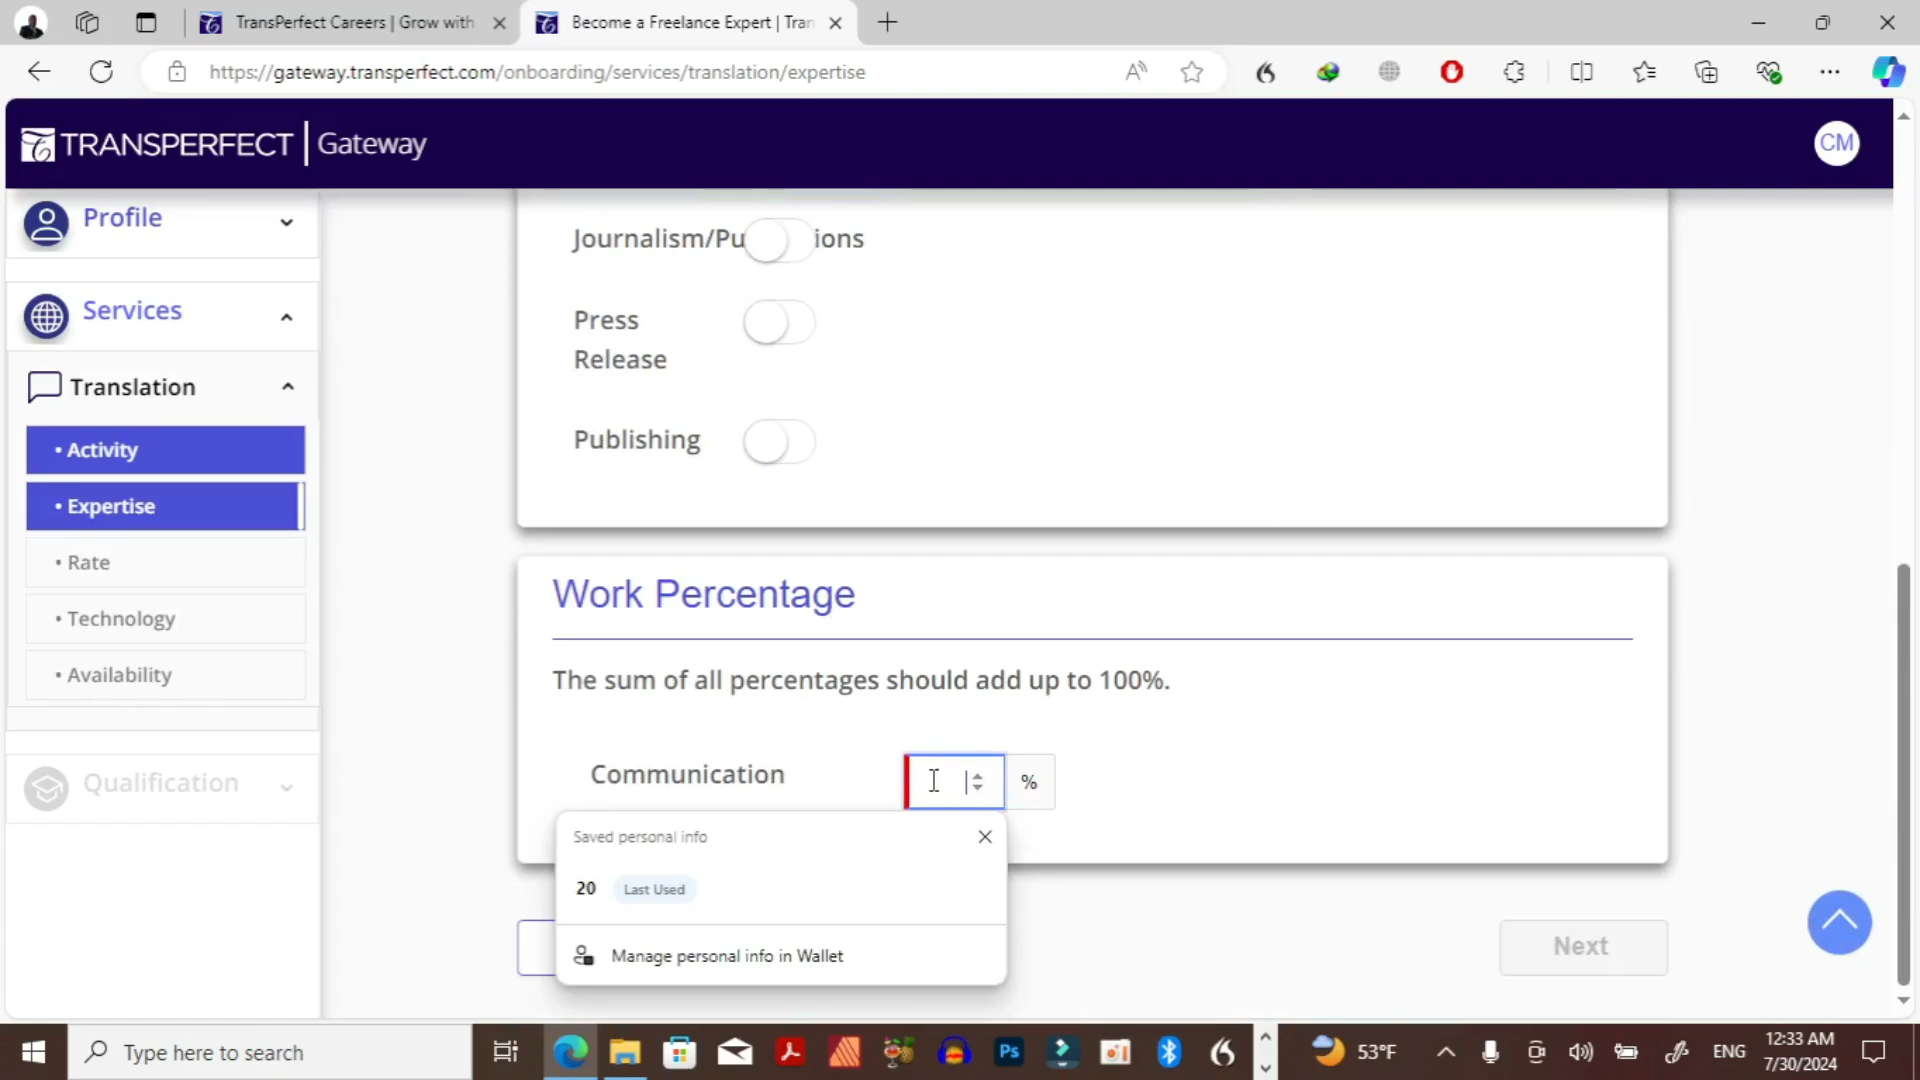 TransPerfect Careers | Grow with
Become a Freelance Expert | Tran
https://gateway.transperfect.com/onboarding/services/translation/expertise
TRANSPERFECT | Gateway
CM
Profile
Services
Translation
• Activity
• Expertise
• Rate
• Technology
• Availability
Qualification
Journalism/Pu ions
Press
Release
Publishing
Work Percentage
The sum of all percentages should add up to 100%.
Communication
%
Saved personal info
20 Last Used
Manage personal info in Wallet
Next
Type here to search
Ps
53°F
ENG
12:33 AM
7/30/2024